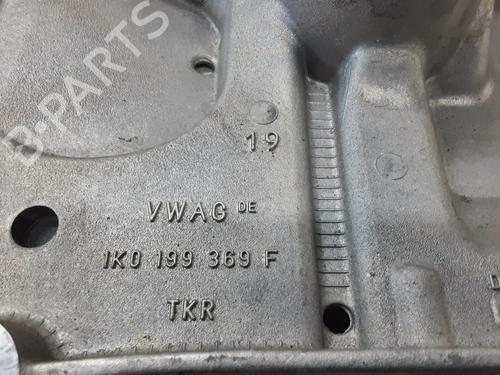 B-PARTS
19
VWAG DE
1K0 199 369 F
TKR